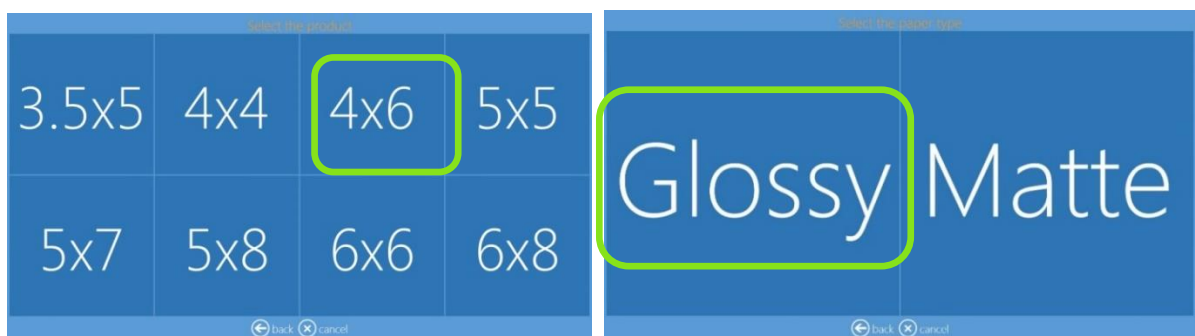 Select the product
3.5x5 4x4 4x6 5x5
5x7 5x8 6x6 6x8
back cancel
Select the paper type
Glossy Matte
back cancel